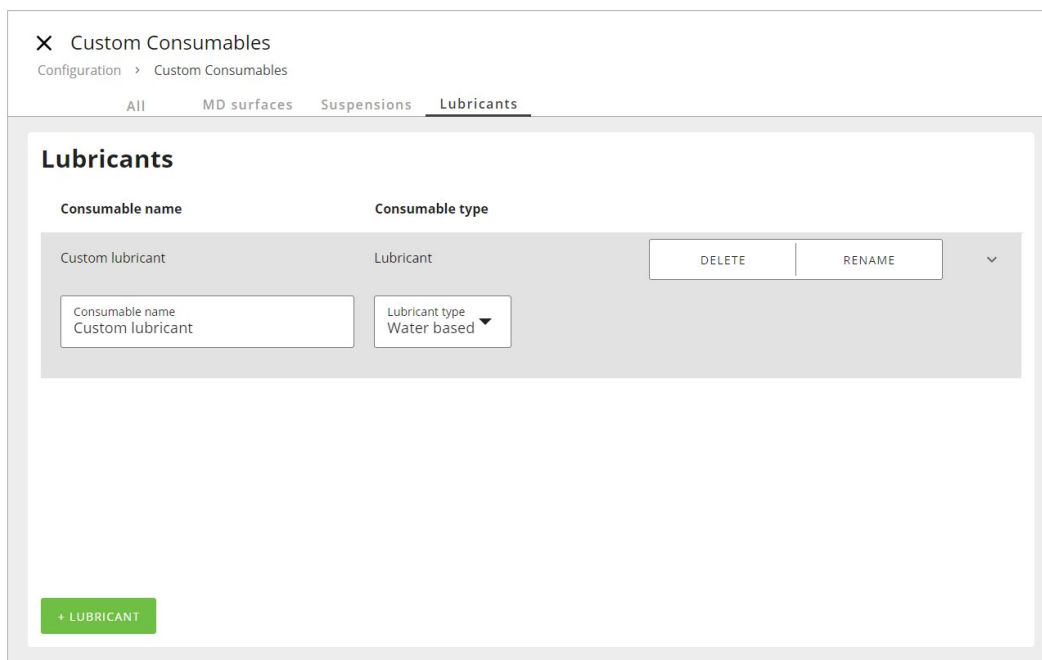 Custom Consumables
Configuration > Custom Consumables
All MD surfaces Suspensions Lubricants
Lubricants
Consumable name Consumable type
Custom lubricant Lubricant DELETE RENAME
Consumable name Lubricant type
Custom lubricant Water based
+ LUBRICANT